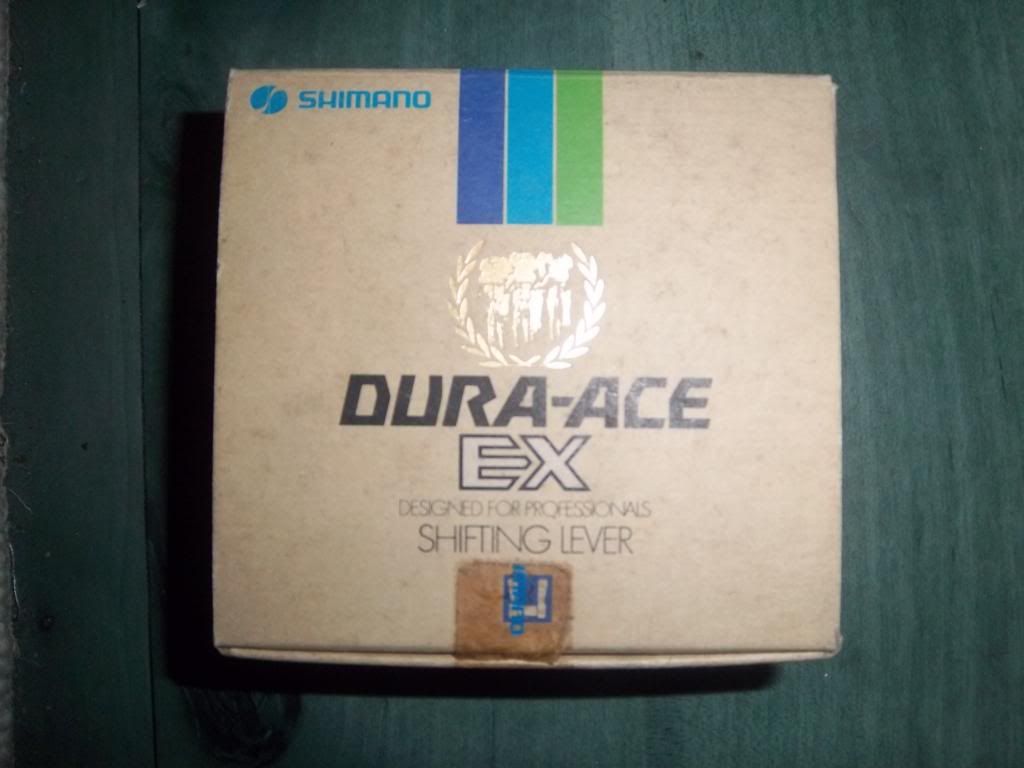 SHIMANO
DURA-ACE
EX
DESIGNED FOR PROFESSIONALS
SHIFTING LEVER